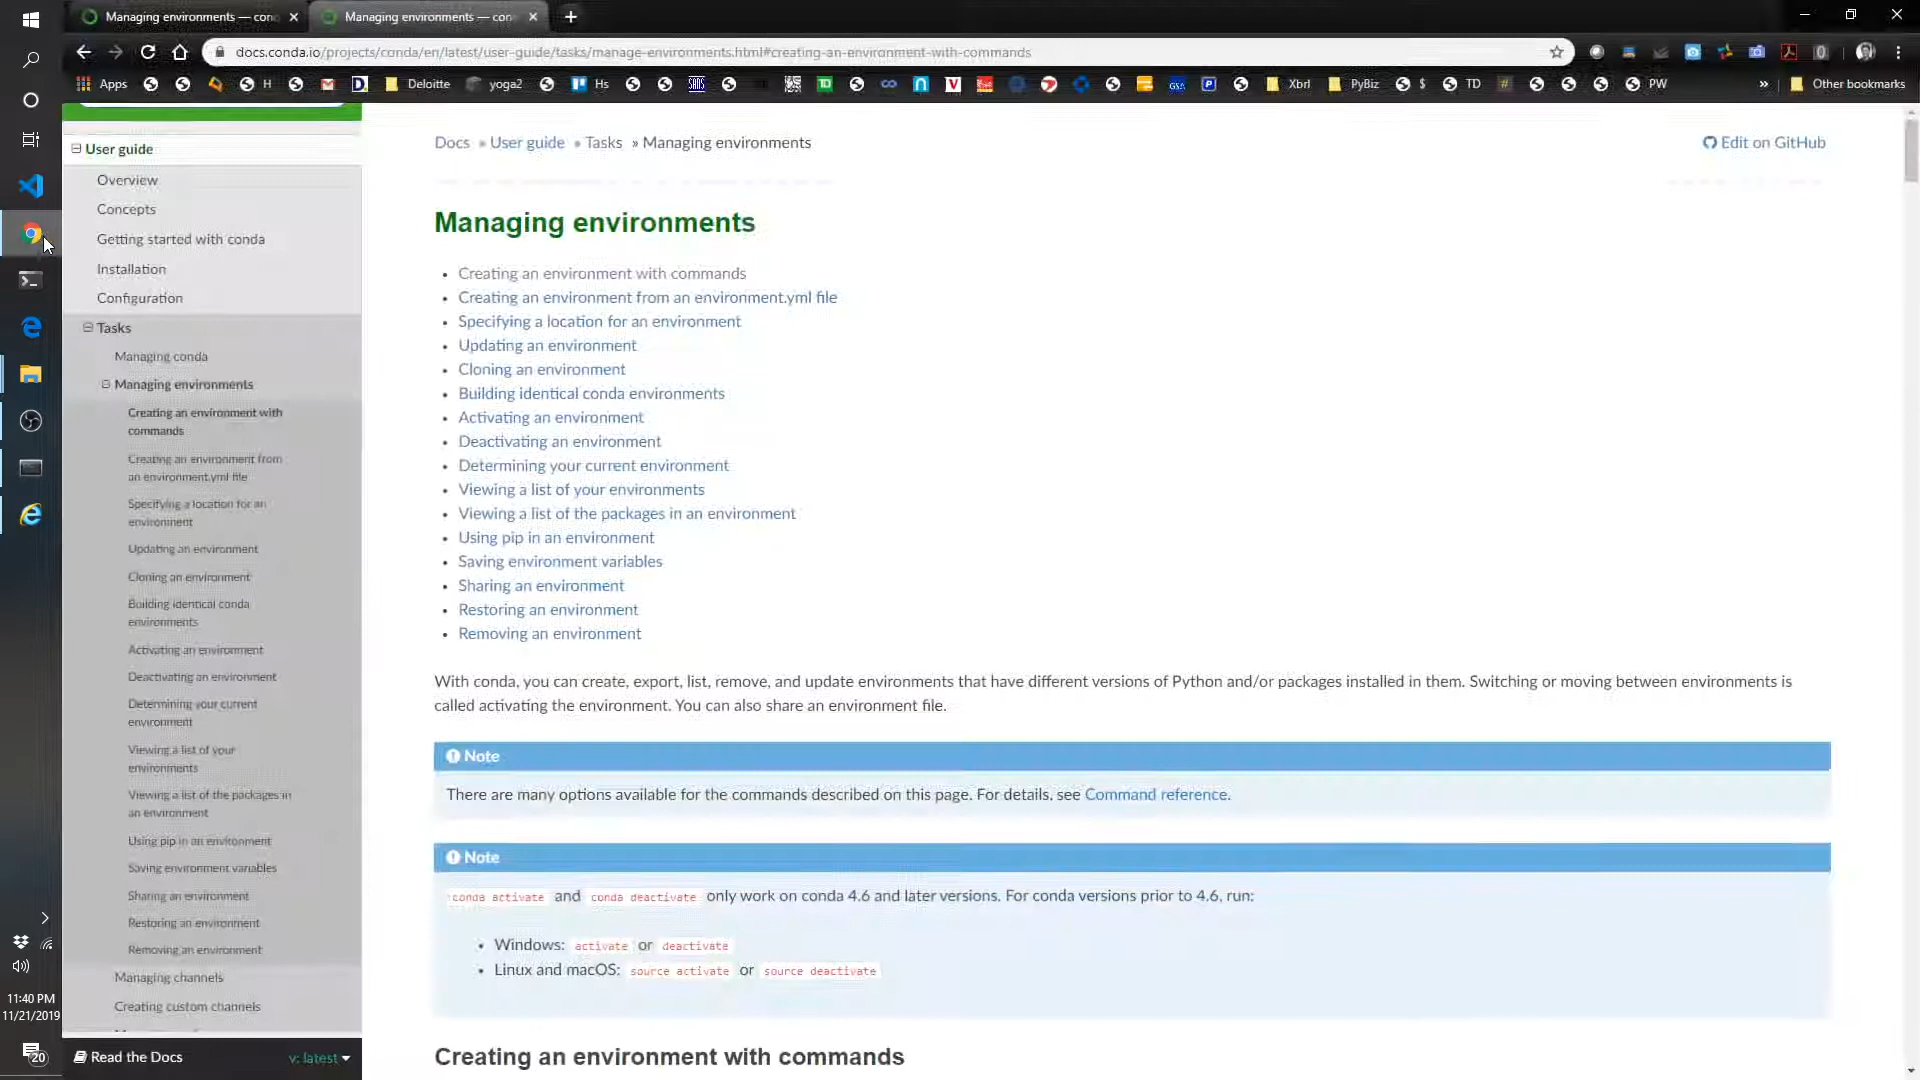 Managing environments — con
Managing environments — con
docs.conda.io/projects/conda/en/latest/user-guide/tasks/manage-environments.html#creating-an-environment-with-commands
Apps
H
Deloitte
yoga2
Hs
Xbrl
PyBiz
$
TD
#
PW
»
Other bookmarks
User guide
Overview
Concepts
Getting started with conda
Installation
Configuration
Tasks
Managing conda
Managing environments
Creating an environment with
commands
Creating an environment from
an environment.yml file
Specifying a location for an
environment
Updating an environment
Cloning an environment
Building identical conda
environments
Activating an environment
Deactivating an environment
Determining your current
environment
Viewing a list of your
environments
Viewing a list of the packages in
an environment
Using pip in an environment
Saving environment variables
Sharing an environment
Restoring an environment
Removing an environment
Managing channels
Creating custom channels
Read the Docs
v: latest
Docs » User guide » Tasks » Managing environments
Edit on GitHub
Managing environments
Creating an environment with commands
Creating an environment from an environment.yml file
Specifying a location for an environment
Updating an environment
Cloning an environment
Building identical conda environments
Activating an environment
Deactivating an environment
Determining your current environment
Viewing a list of your environments
Viewing a list of the packages in an environment
Using pip in an environment
Saving environment variables
Sharing an environment
Restoring an environment
Removing an environment
With conda, you can create, export, list, remove, and update environments that have different versions of Python and/or packages installed in them. Switching or moving between environments is
called activating the environment. You can also share an environment file.
Note
There are many options available for the commands described on this page. For details, see Command reference.
Note
conda activate and conda deactivate only work on conda 4.6 and later versions. For conda versions prior to 4.6, run:
Windows: activate or deactivate
Linux and macOS: source activate or source deactivate
Creating an environment with commands
11:40 PM
11/21/2019
20